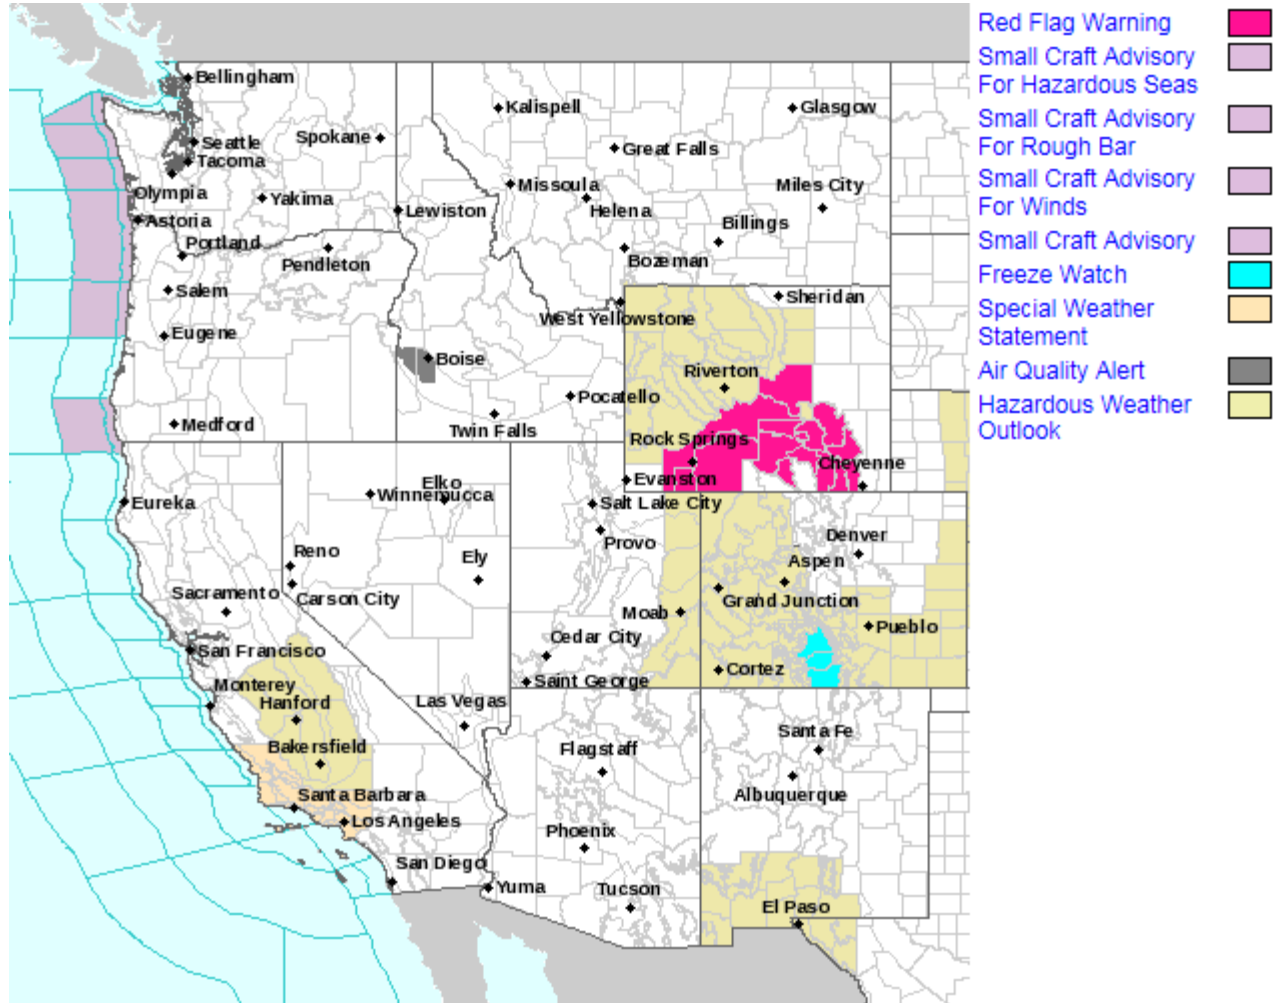 Bellingham
Seattle
Tacoma
Olympia
Spokane
Yakima
Astoria
Portland
Pendleton
Salem
Eugene
Medford
Lewiston
Kalispell
Glasgow
Great Falls
Missoula
Helena
Miles City
Billings
Bozeman
Sheridan
West Yellowstone
Boise
Pocatello
Twin Falls
Riverton
Rock Springs
Cheyenne
Evanston
Elko
Winnemucca
Salt Lake City
Eureka
Reno
Ely
Provo
Denver
Aspen
Sacramento
Carson City
Grand Junction
Moab
Pueblo
San Francisco
Cedar City
Cortez
Saint George
Monterey
Hanford
Las Vegas
Bakersfield
Flagstaff
Santa Fe
Santa Barbara
Albuquerque
Los Angeles
Phoenix
San Diego
Yuma
Tucson
El Paso
Red Flag Warning
Small Craft Advisory
For Hazardous Seas
Small Craft Advisory
For Rough Bar
Small Craft Advisory
For Winds
Small Craft Advisory
Freeze Watch
Special Weather
Statement
Air Quality Alert
Hazardous Weather
Outlook